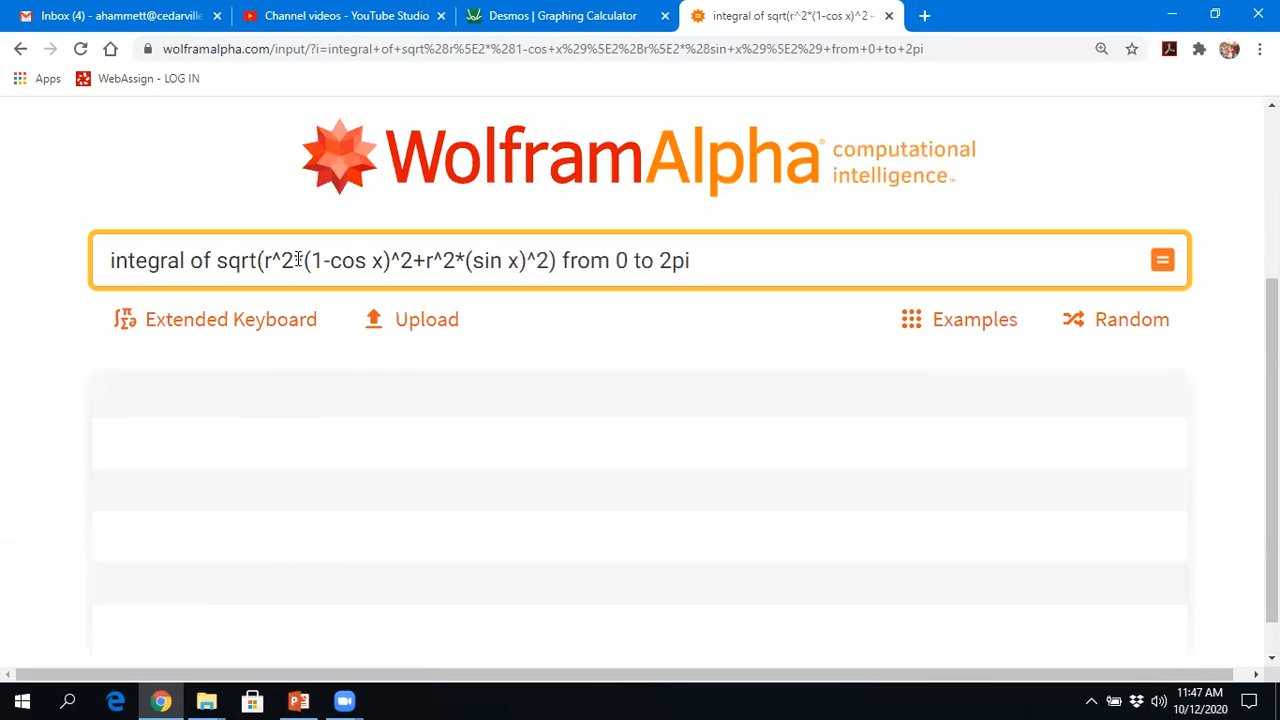 Inbox (4) - ahammett@cedarville
Channel videos - YouTube Studio
Desmos | Graphing Calculator
integral of sqrt(r^2*(1-cos x)^2
wolframalpha.com/input/?i=integral+of+sqrt%28r%5E2*%281-cos+x%29%5E2%2Br%5E2*%28sin+x%29%5E2%29+from+0+to+2pi
Apps
WebAssign - LOG IN
WolframAlpha
computational
intelligence™
integral of sqrt(r^2*(1-cos x)^2+r^2*(sin x)^2) from 0 to 2pi
Extended Keyboard
Upload
Examples
Random
11:47 AM
10/12/2020